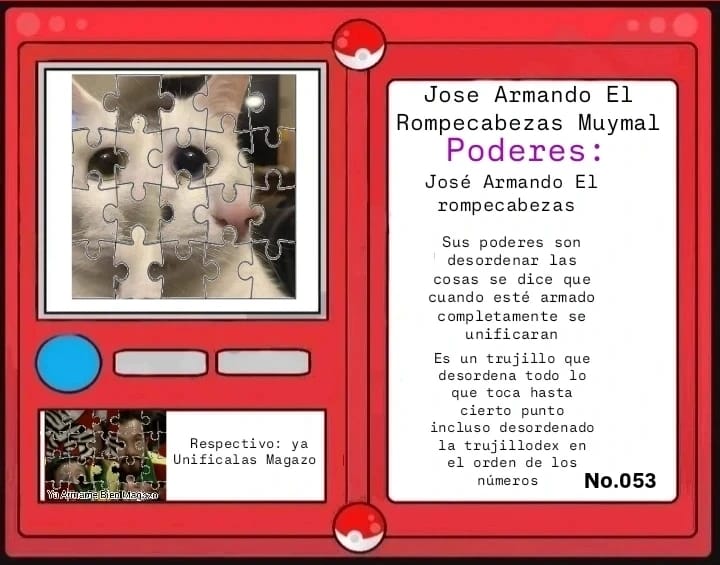 Jose Armando El
Rompecabezas Muymal
Poderes:
José Armando El
rompecabezas
Sus poderes son
desordenar las
cosas se dice que
cuando esté armado
completamente se
unificaran
Es un trujillo que
desordena todo lo
que toca hasta
cierto punto
incluso desordenado
la trujillodex en
el orden de los
números
No.053
Respectivo: ya
Unificalas Magazo
Ya Armame Bien Magazo